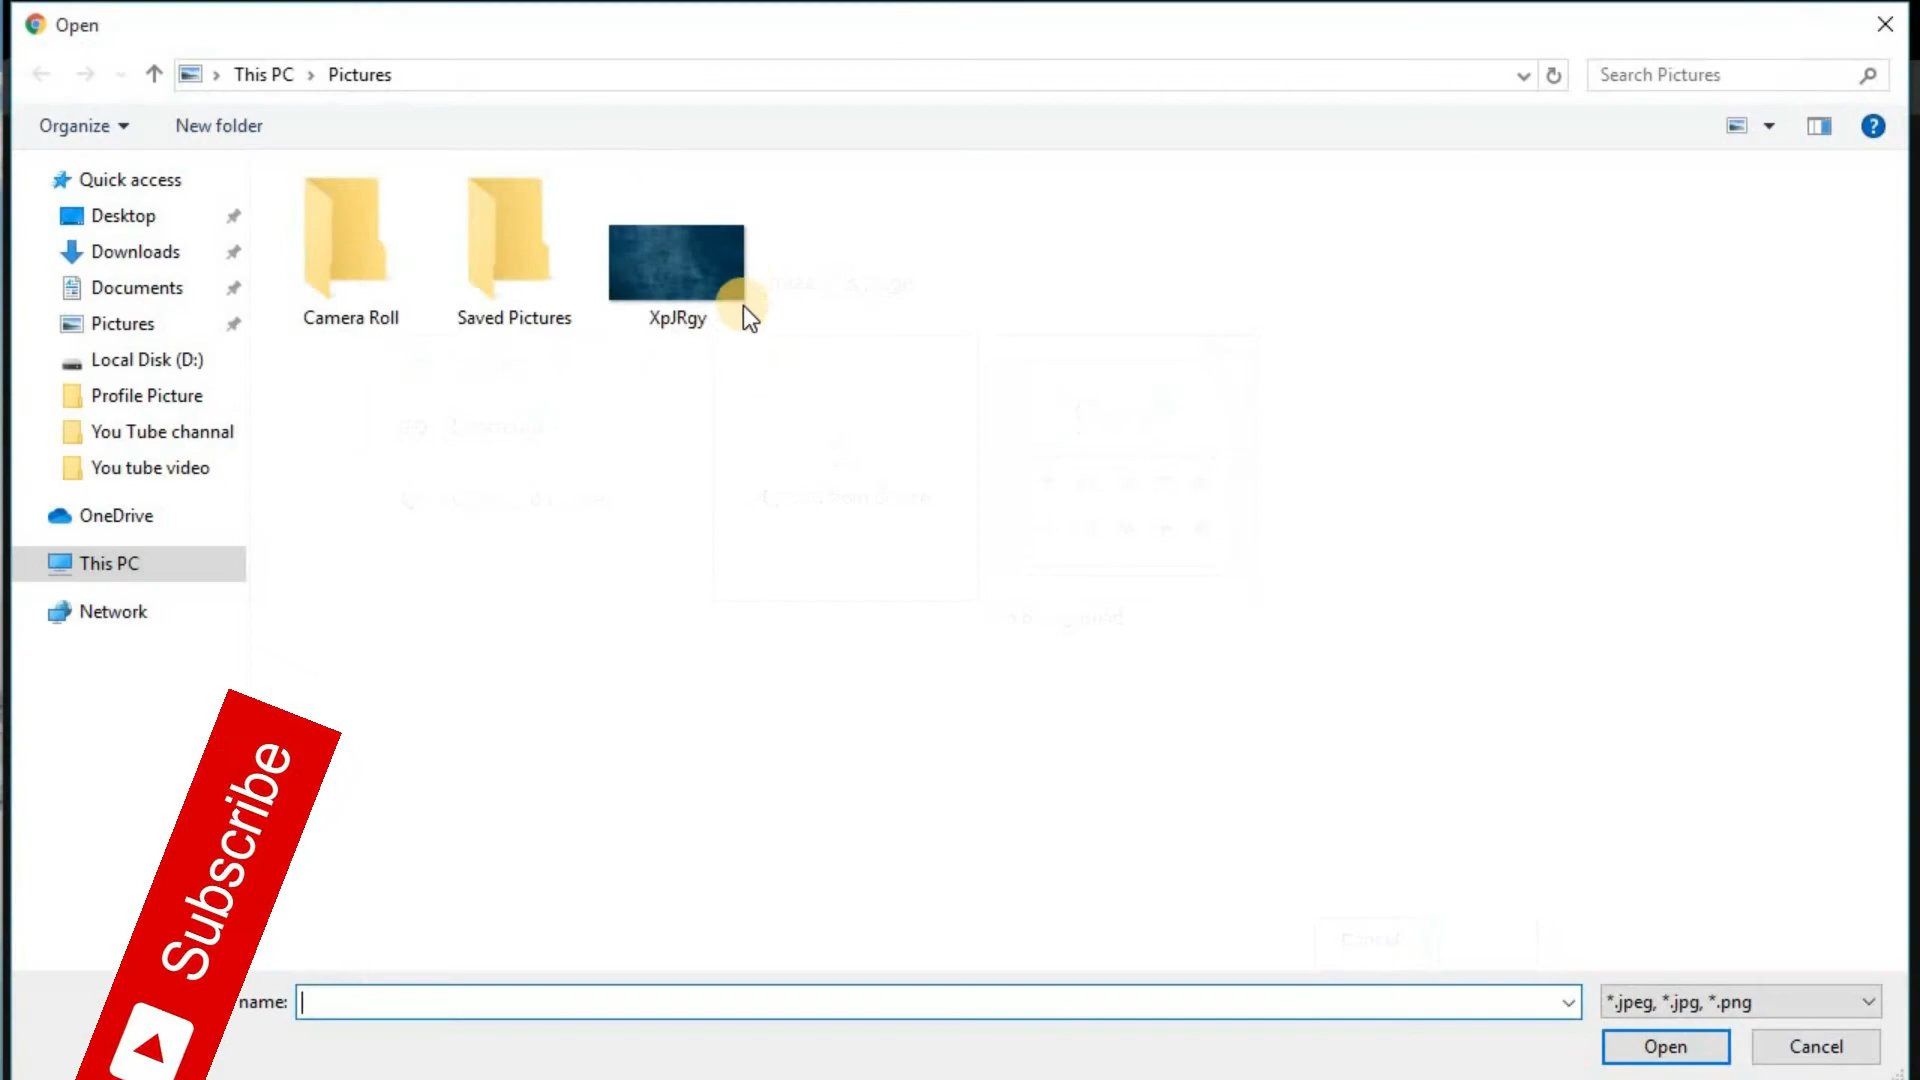 Open
This PC > Pictures
Search Pictures
Organize
New folder
Quick access
Desktop
Downloads
Documents
Pictures
Local Disk (D:)
Profile Picture
You Tube channal
You tube video
OneDrive
This PC
Network
Camera Roll
Saved Pictures
XpJRgy
Subscribe
name:
*.jpeg, *.jpg, *.png
Open
Cancel